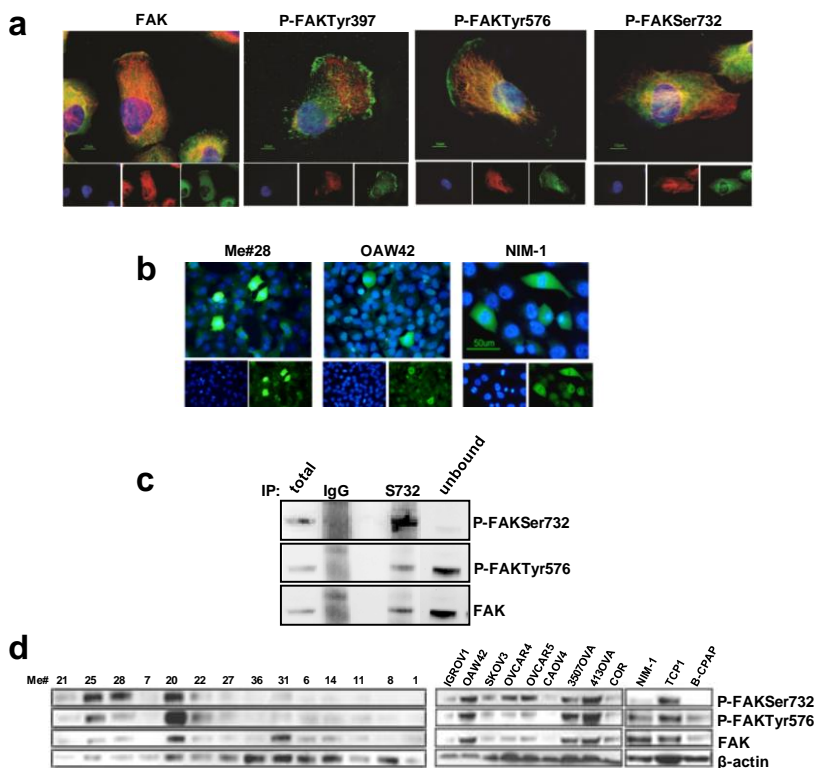 a
FAK
P-FAKTyr397
P-FAKTyr576
P-FAKSer732
b
Me#28
OAW42
NIM-1
50um
c
IP:
total
IgG
S732
unbound
P-FAKSer732
P-FAKTyr576
FAK
d
Me#
21 25 28 7 20 22 27 36 31 6 14 11 8 1
IGROV1 OAW42 SKOV3 OVCAR4 OVCAR5 CAOV4 3507OVA 413OVA COR NIM-1 TCP1 B-CPAP
P-FAKSer732
P-FAKTyr576
FAK
β-actin